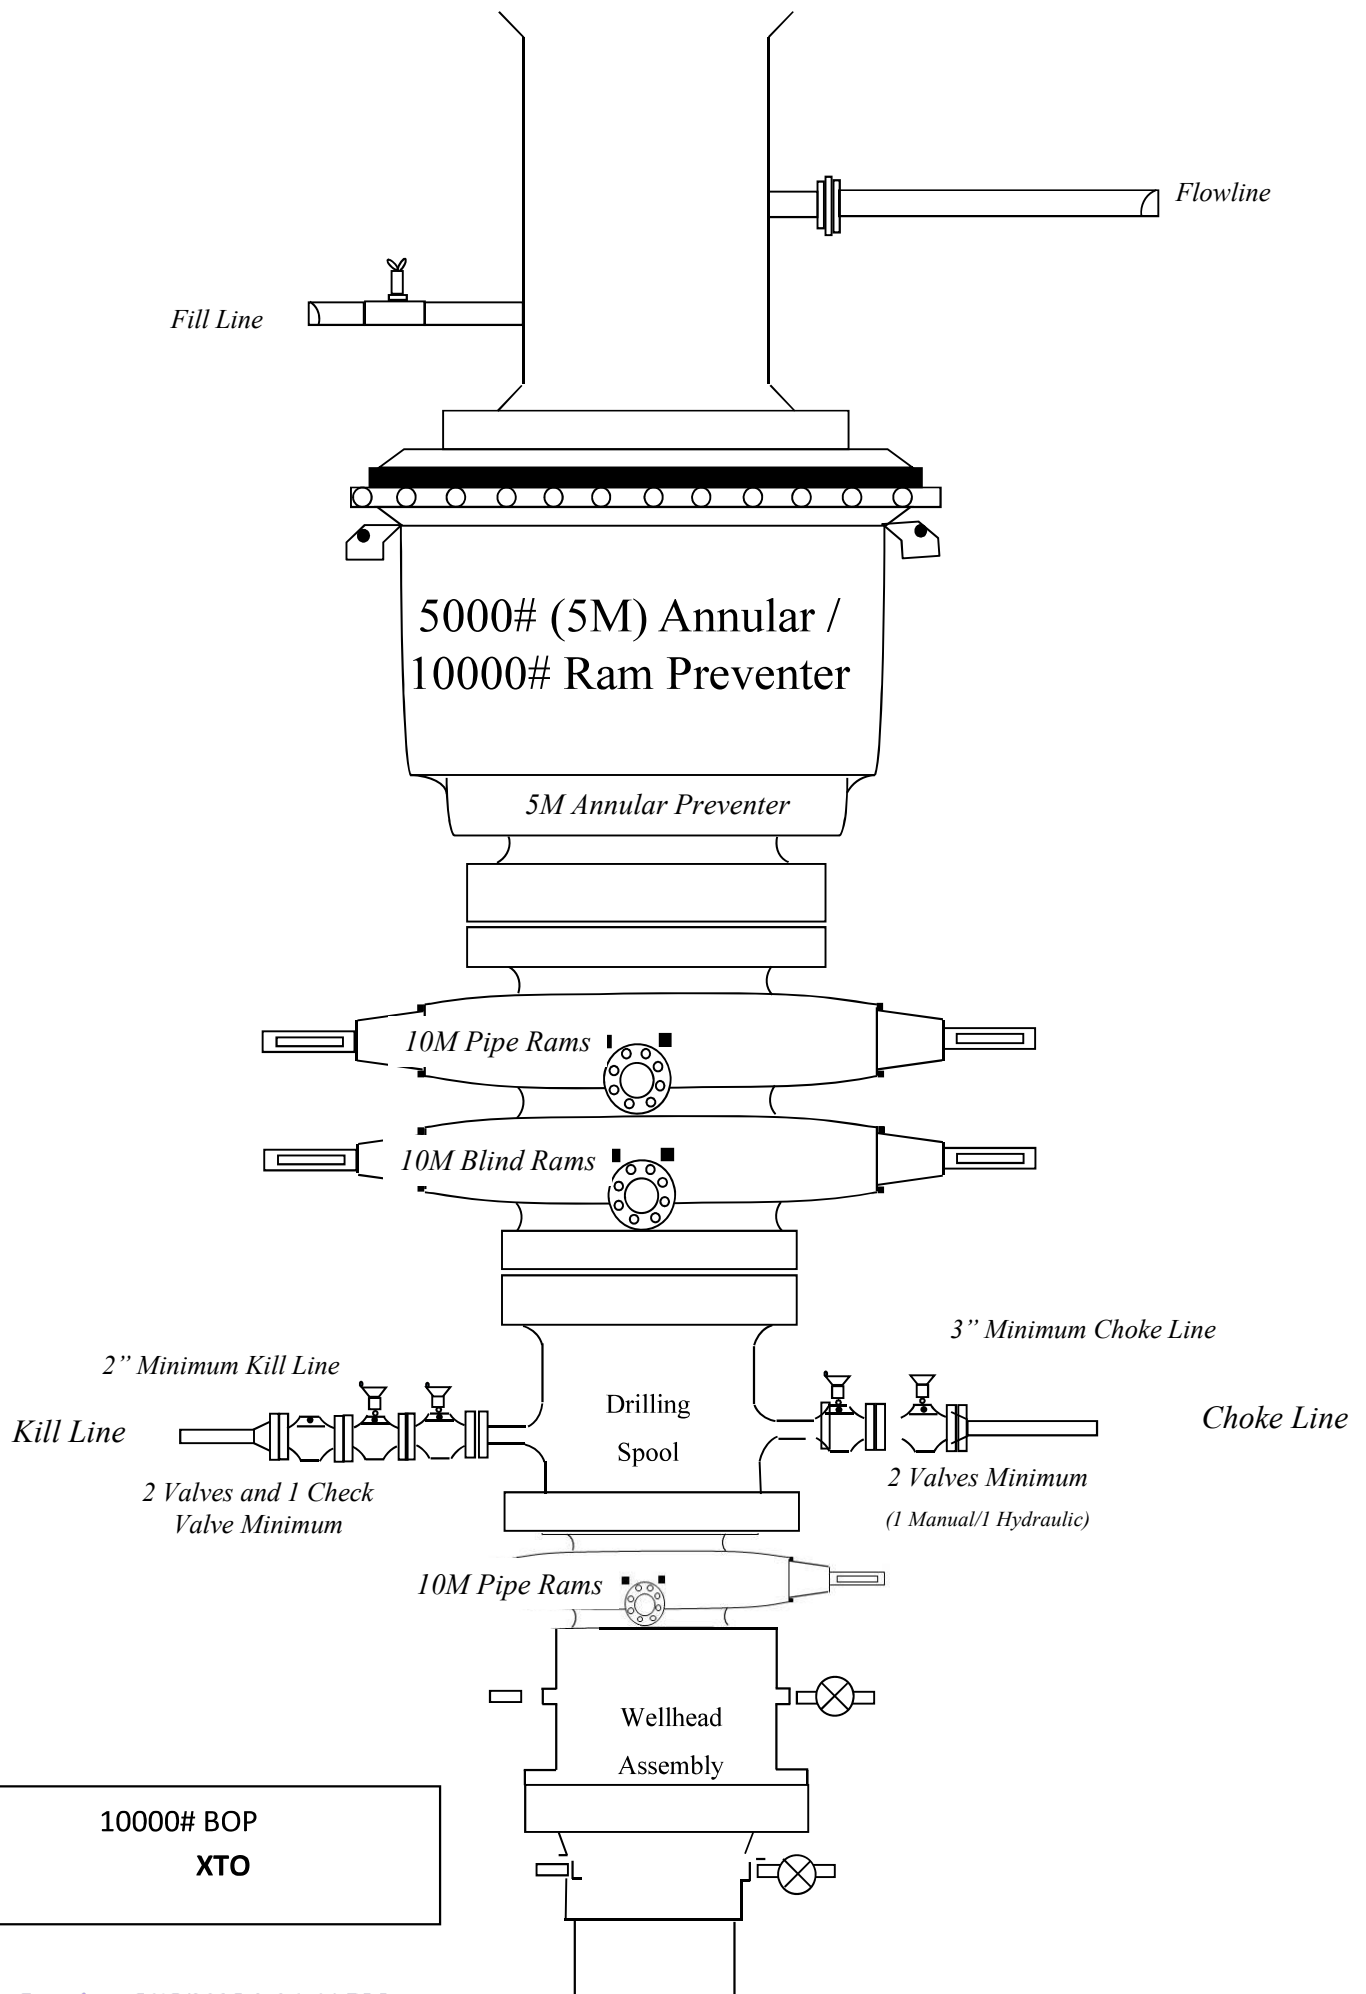 Flowline
Fill Line
5000# (5M) Annular /
10000# Ram Preventer
5M Annular Preventer
10M Pipe Rams
10M Blind Rams
3” Minimum Choke Line
2” Minimum Kill Line
Drilling
Spool
Kill Line
Choke Line
2 Valves and 1 Check
Valve Minimum
2 Valves Minimum
(1 Manual/1 Hydraulic)
10M Pipe Rams
Wellhead
Assembly
10000# BOP
XTO